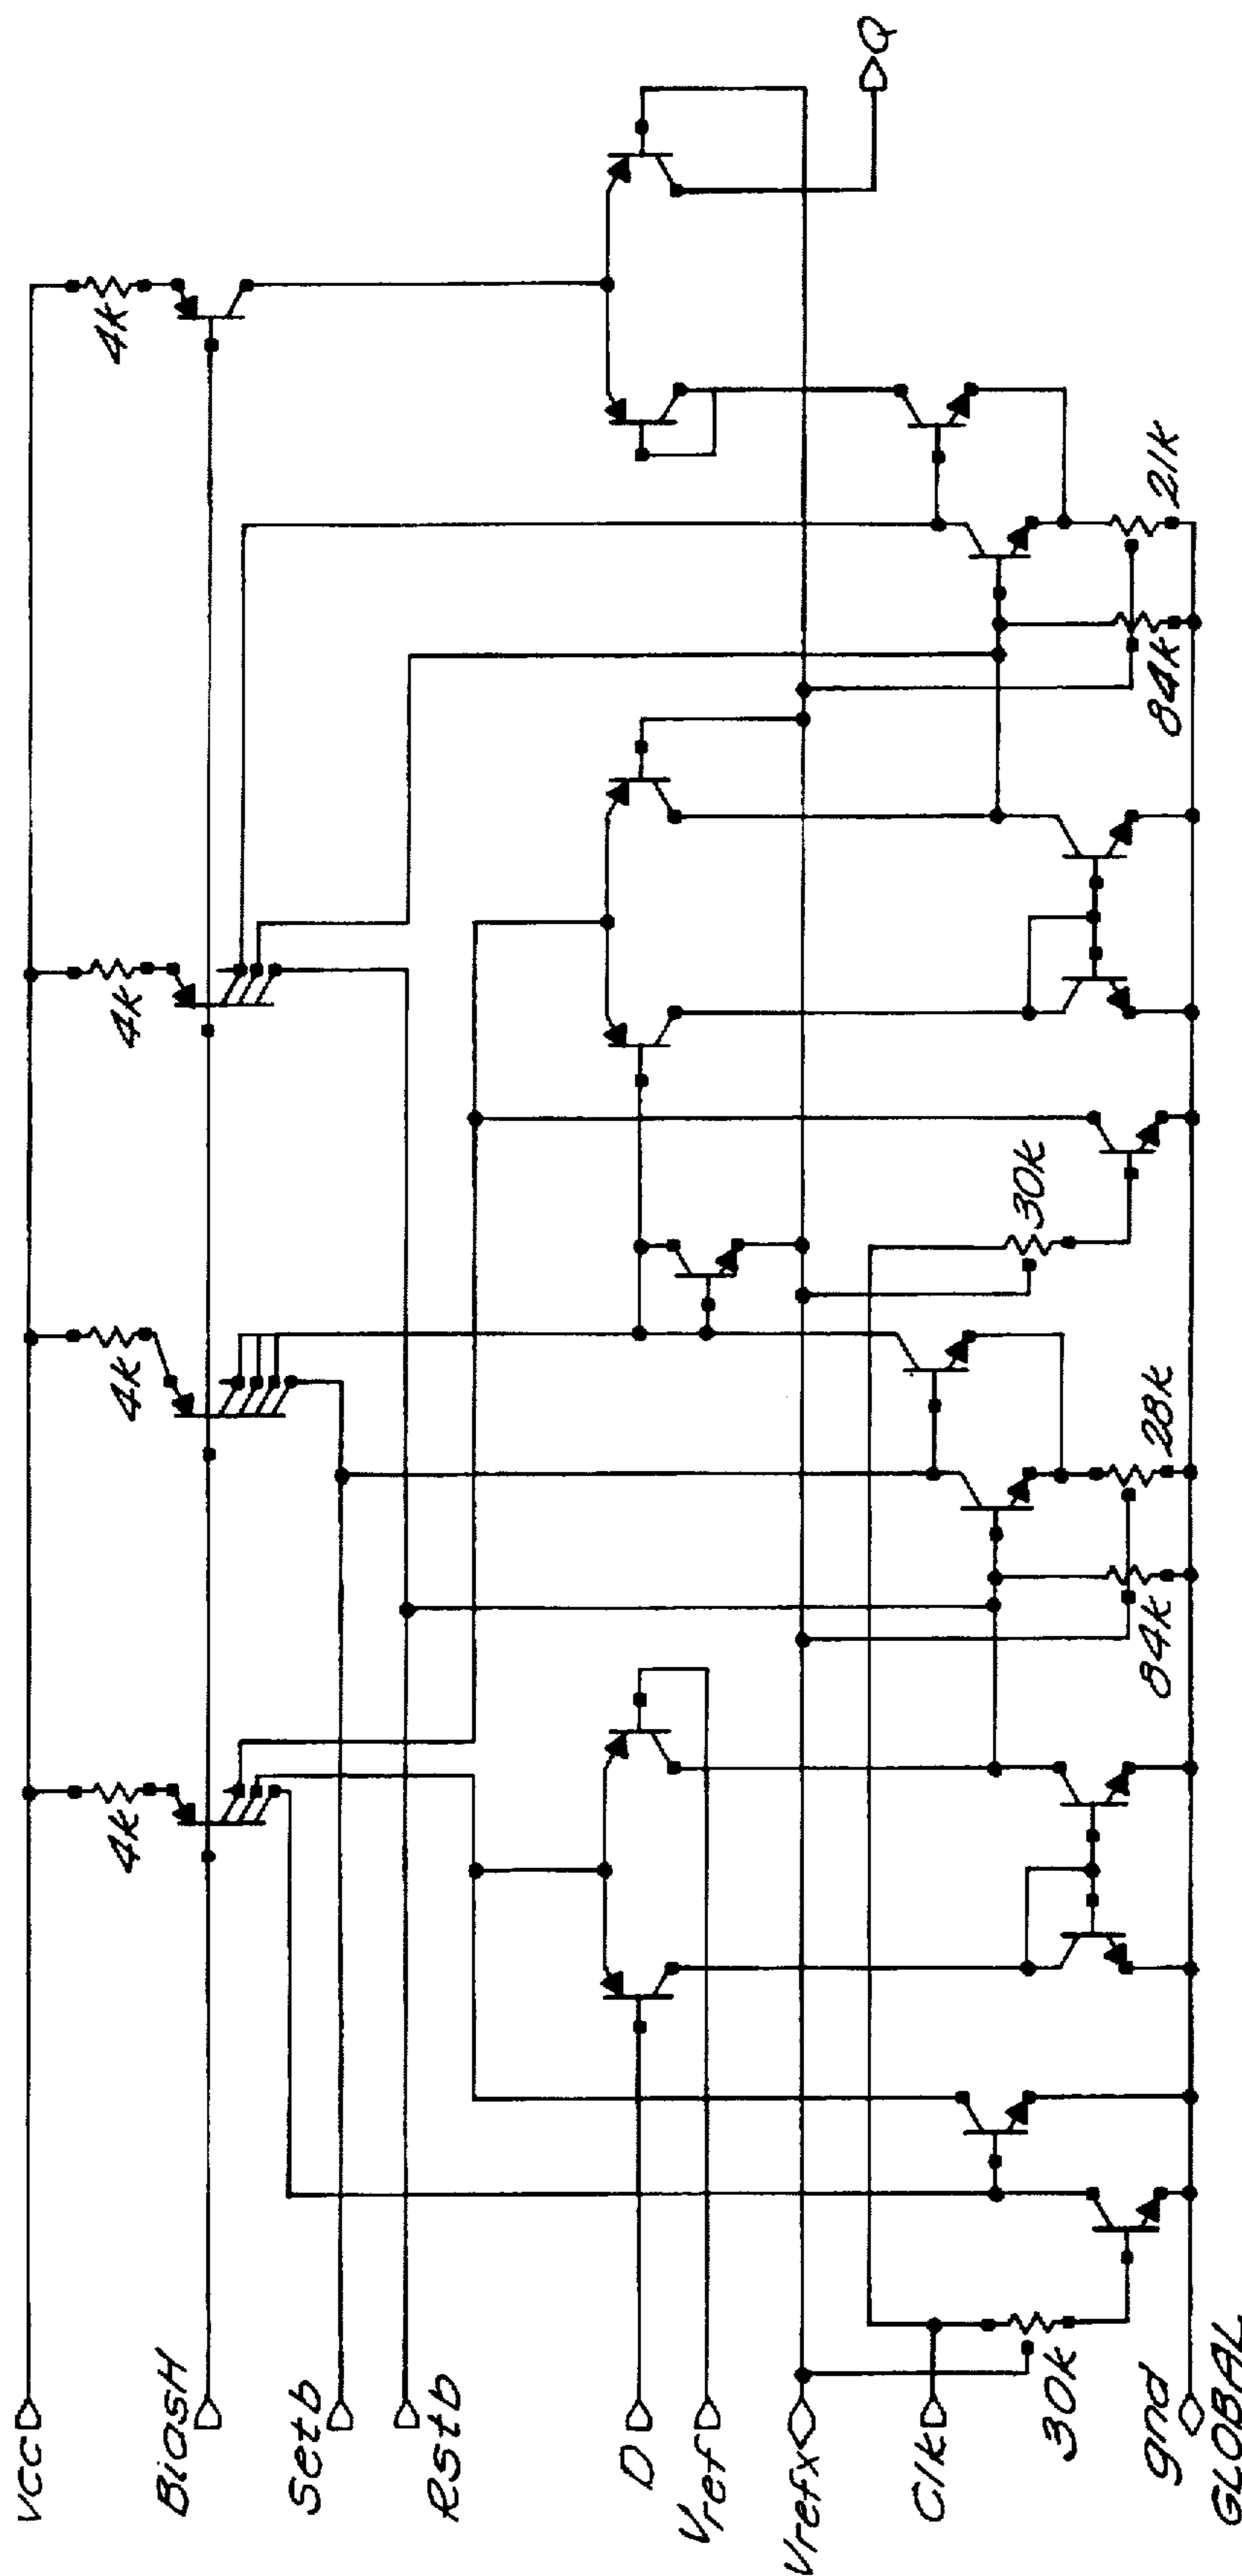 vcc
BiasH
Setb
Rstb
D
Vref
Vrefx
Clk
gnd
GLOBAL
30k
4k
84k
28k
4k
30k
4k
84k
21k
4k
Q